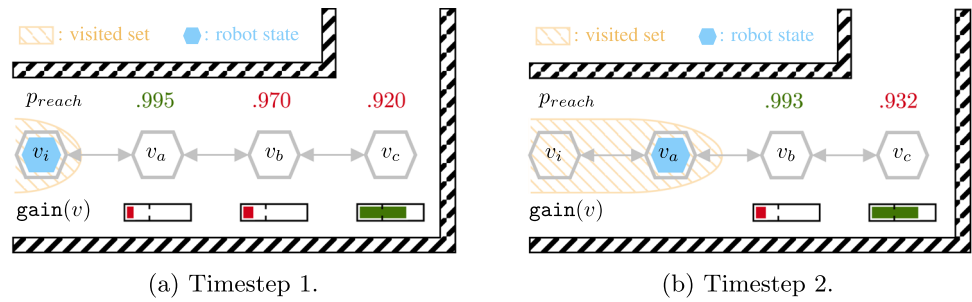 : visited set : robot state
p_reach .995 .970 .920
v_i v_a v_b v_c
gain(v)
(a) Timestep 1.
: visited set : robot state
p_reach .993 .932
v_i v_a v_b v_c
gain(v)
(b) Timestep 2.